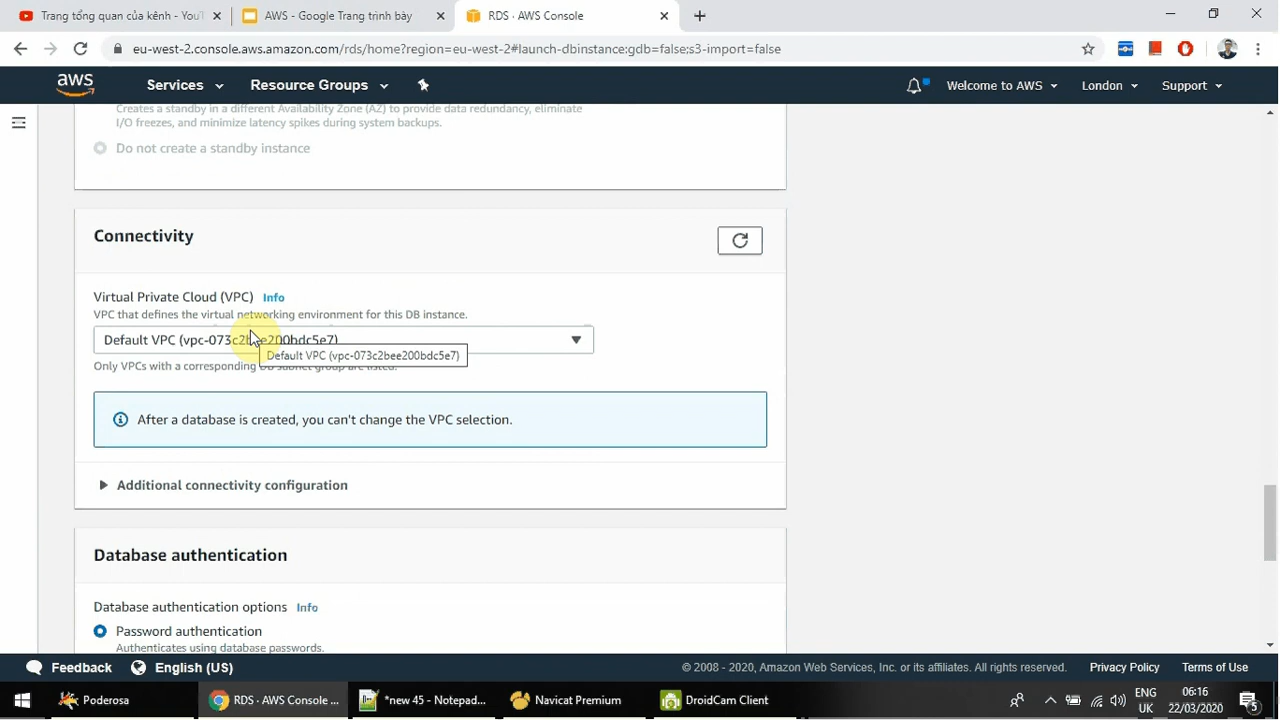 Trang tổng quan của kênh - YouT
AWS - Google Trang trình bày
RDS · AWS Console
eu-west-2.console.aws.amazon.com/rds/home?region=eu-west-2#launch-dbinstance:gdb=false:s3-import=false
aws
Services
Resource Groups
Welcome to AWS
London
Support
Creates a standby in a different Availability Zone (AZ) to provide data redundancy, eliminate
I/O freezes, and minimize latency spikes during system backups.
Do not create a standby instance
Connectivity
Virtual Private Cloud (VPC) Info
VPC that defines the virtual networking environment for this DB instance.
Default VPC (vpc-073c2bee200bdc5e7)
Default VPC (vpc-073c2bee200bdc5e7)
Only VPCs with a corresponding DB subnet group are listed.
After a database is created, you can't change the VPC selection.
Additional connectivity configuration
Database authentication
Database authentication options Info
Password authentication
Authenticates using database passwords.
Feedback
English (US)
© 2008 - 2020, Amazon Web Services, Inc. or its affiliates. All rights reserved.
Privacy Policy
Terms of Use
Poderosa
RDS · AWS Console ...
*new 45 - Notepad...
Navicat Premium
DroidCam Client
ENG
UK
06:16
22/03/2020
5